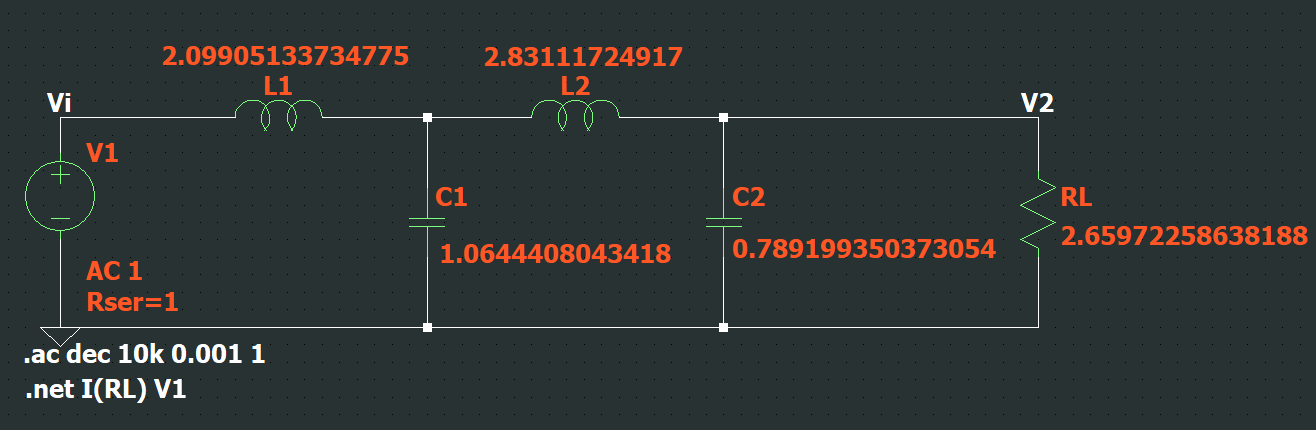 2.09905133734775
L1
2.83111724917
L2
Vi
V2
V1
C1
1.0644408043418
C2
0.789199350373054
RL
2.65972258638188
AC 1
Rser=1
.ac dec 10k 0.001 1
.net I(RL) V1